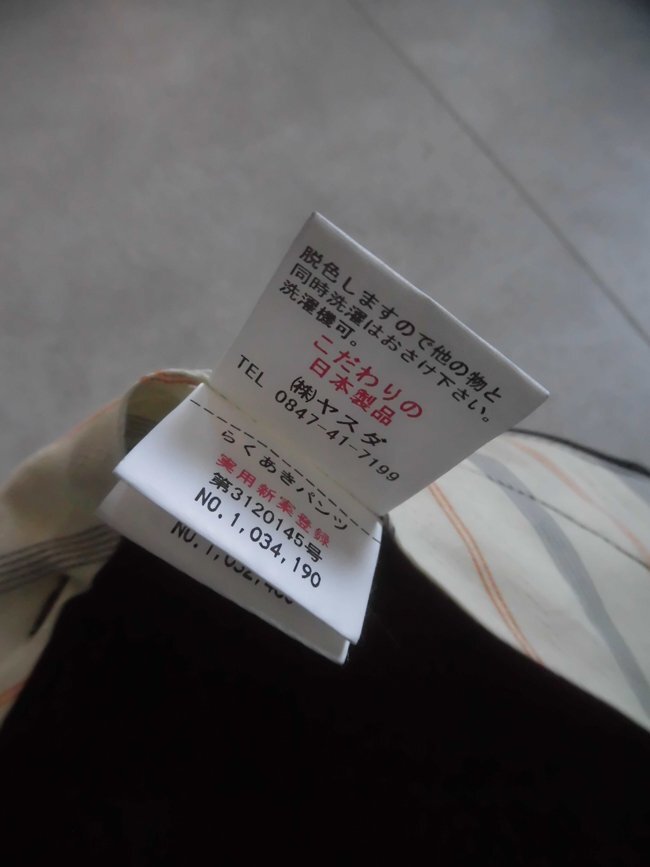 脱色しますので他の物と
同時洗濯はおさけ下さい。
洗濯機可。
こだわりの
日本製品
㈱ヤスダ
TEL 0847-41-7199
らくあきパンツ
実用新案登録
第3120145号
NO.1,034,190